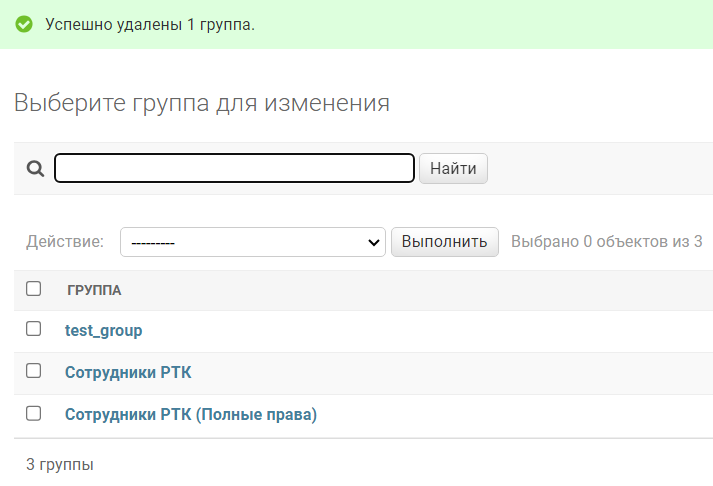 Успешно удалены 1 группа.
Выберите группа для изменения
Найти
Действие: --------- Выполнить Выбрано 0 объектов из 3
ГРУППА
test_group
Сотрудники РТК
Сотрудники РТК (Полные права)
3 группы